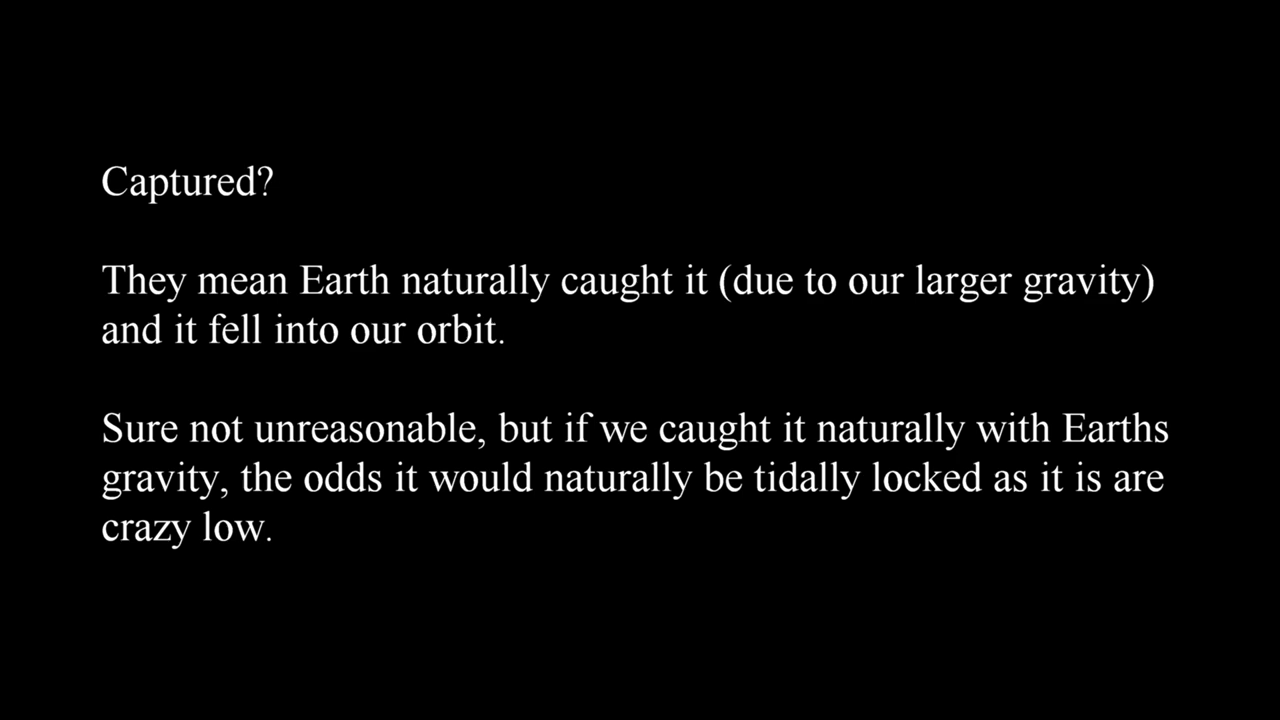 Captured?
They mean Earth naturally caught it (due to our larger gravity)
and it fell into our orbit.
Sure not unreasonable, but if we caught it naturally with Earths
gravity, the odds it would naturally be tidally locked as it is are
crazy low.